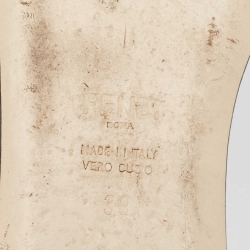 FENDI
ROMA
MADE IN ITALY
VERO CUOIO